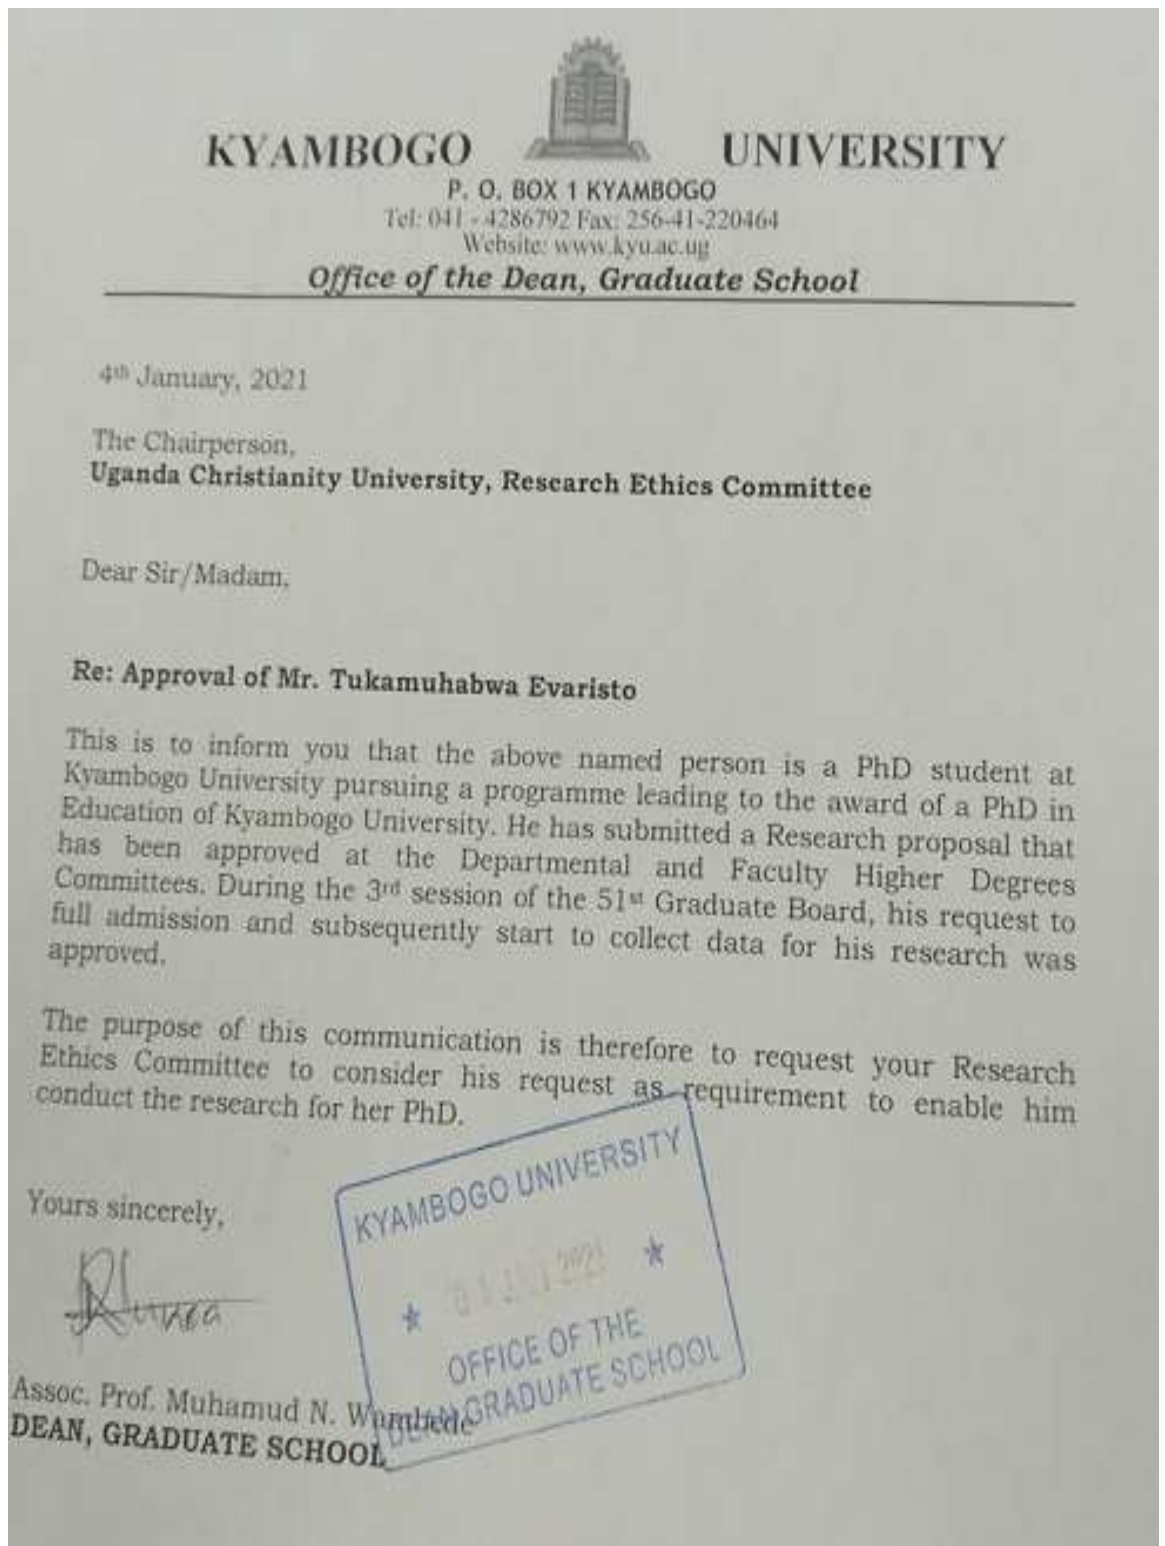 KYAMBOGO UNIVERSITY
P. O. BOX 1 KYAMBOGO
Tel: 041 - 4286792 Fax: 256-41-220464
Website: www.kyu.ac.ug
Office of the Dean, Graduate School
4th January, 2021
The Chairperson,
Uganda Christianity University, Research Ethics Committee
Dear Sir/Madam,
Re: Approval of Mr. Tukamuhabwa Evaristo
This is to inform you that the above named person is a PhD student at
Kyambogo University pursuing a programme leading to the award of a PhD in
Education of Kyambogo University. He has submitted a Research proposal that
has been approved at the Departmental and Faculty Higher Degrees
Committees. During the 3rd session of the 51st Graduate Board, his request to
full admission and subsequently start to collect data for his research was
approved.
The purpose of this communication is therefore to request your Research
Ethics Committee to consider his request as requirement to enable him
conduct the research for her PhD.
Yours sincerely,
KYAMBOGO UNIVERSITY
2021
OFFICE OF THE
DEAN GRADUATE SCHOOL
Assoc. Prof. Muhamud N. Wambede
DEAN, GRADUATE SCHOOL